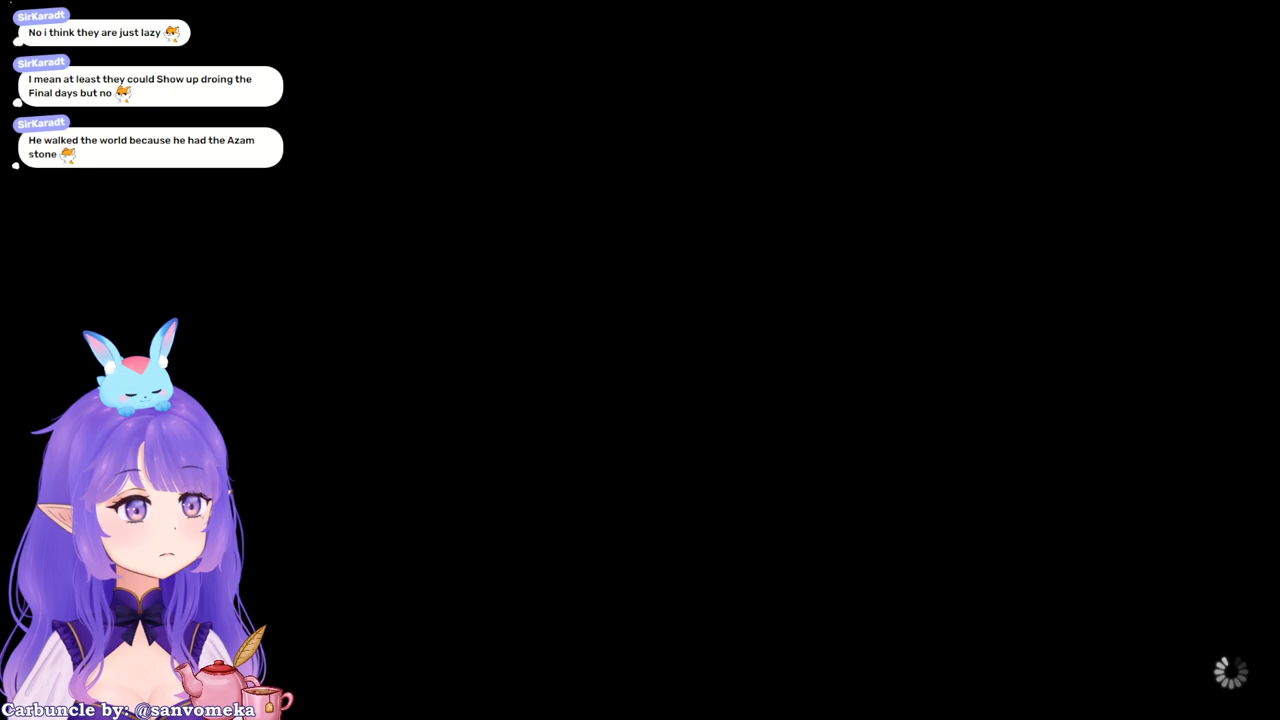 SirKaradt
No i think they are just lazy
SirKaradt
I mean at least they could Show up droing the
Final days but no
SirKaradt
He walked the world because he had the Azam
stone
Carbuncle by: @sanvomeka